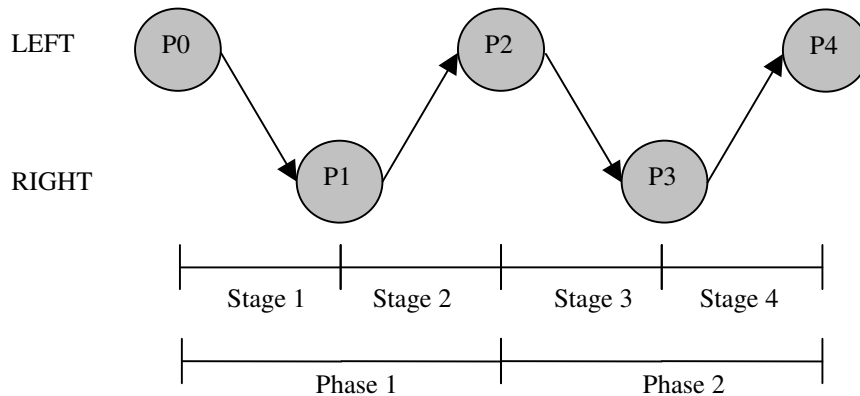 LEFT P0 P2 P4
RIGHT P1 P3
Stage 1 Stage 2 Stage 3 Stage 4
Phase 1 Phase 2